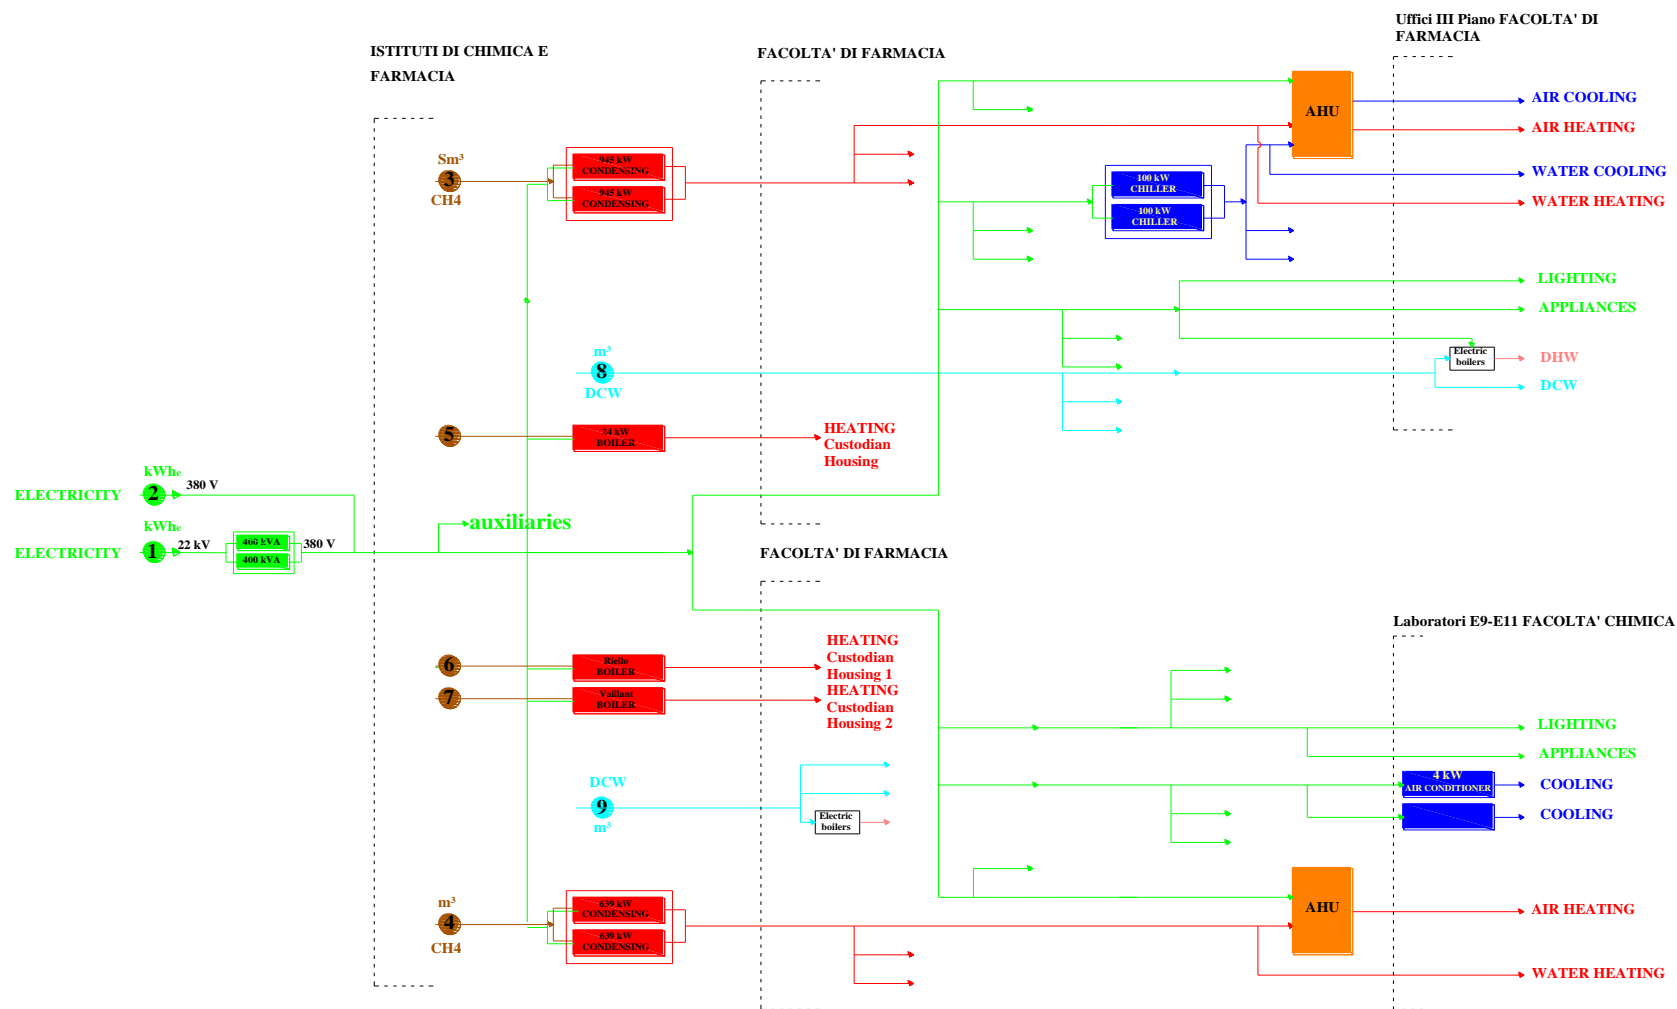 Uffici III Piano FACOLTA' DI
FARMACIA
ISTITUTI DI CHIMICA E
FARMACIA
FACOLTA' DI FARMACIA
AHU
AIR COOLING
AIR HEATING
WATER COOLING
WATER HEATING
Sm³
3
CH4
945 kW
CONDENSING
945 kW
CONDENSING
100 kW
CHILLER
100 kW
CHILLER
LIGHTING
APPLIANCES
m³
8
DCW
Electric
boilers
DHW
DCW
5
24 kW
BOILER
HEATING
Custodian
Housing
kWhe
ELECTRICITY
2
380 V
auxiliaries
kWhe
ELECTRICITY
1
22 kV
400 kVA
400 kVA
380 V
FACOLTA' DI FARMACIA
Laboratori E9-E11 FACOLTA' CHIMICA
6
Riello
BOILER
HEATING
Custodian
Housing 1
7
Vaillant
BOILER
HEATING
Custodian
Housing 2
LIGHTING
APPLIANCES
DCW
9
m³
Electric
boilers
4 kW
AIR CONDITIONER
COOLING
COOLING
m³
4
CH4
639 kW
CONDENSING
639 kW
CONDENSING
AHU
AIR HEATING
WATER HEATING